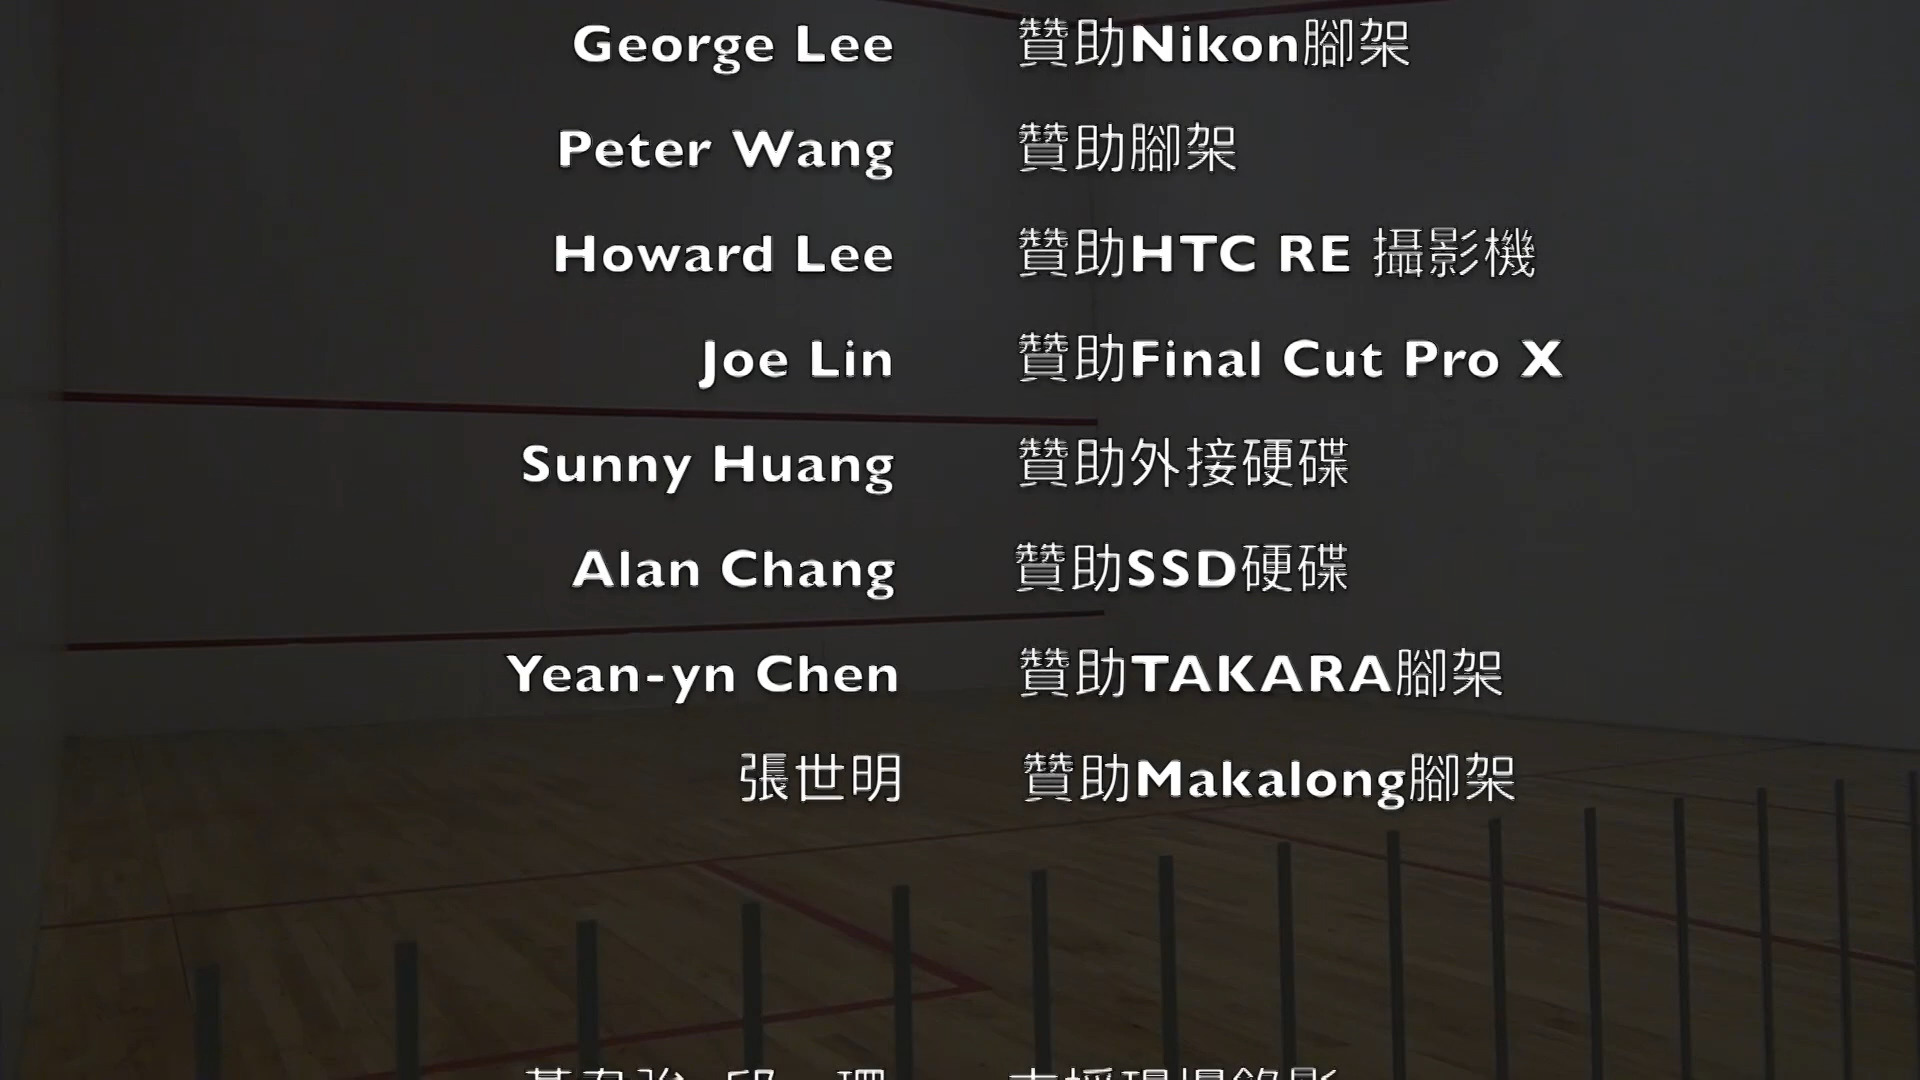 George Lee 贊助Nikon腳架
Peter Wang 贊助腳架
Howard Lee 贊助HTC RE 攝影機
Joe Lin 贊助Final Cut Pro X
Sunny Huang 贊助外接硬碟
Alan Chang 贊助SSD硬碟
Yean-yn Chen 贊助TAKARA腳架
張世明 贊助Makalong腳架